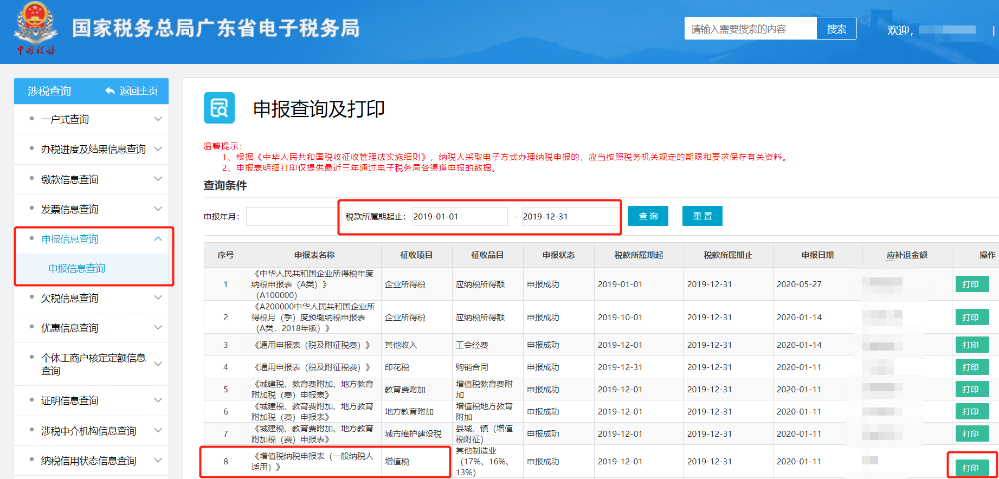 国家税务总局广东省电子税务局
中国税务
请输入需要搜索的内容
搜索
欢迎,
|
涉税查询
返回主页
一户式查询
办税进度及结果信息查询
缴款信息查询
发票信息查询
申报信息查询
申报信息查询
欠税信息查询
优惠信息查询
个体工商户核定定额信息
查询
证明信息查询
涉税中介机构信息查询
纳税信用状态信息查询
申报查询及打印
温馨提示：
1、根据《中华人民共和国税收征收管理法实施细则》，纳税人采取电子方式办理纳税申报的，应当按照税务机关规定的期限和要求保存有关资料。
2、申报表明细打印仅提供最近三年通过电子税务局各渠道申报的数据。
查询条件
申报年月： 税款所属期起止： 2019-01-01 - 2019-12-31 查 询 重 置
序号 申报表名称 征收项目 征收品目 申报状态 税款所属期起 税款所属期止 申报日期 应补退金额 操作
《中华人民共和国企业所得税年度
1 纳税申报表（A类）》 企业所得税 应纳税所得额 申报成功 2019-01-01 2019-12-31 2020-05-27 打印
（A100000）
《A200000中华人民共和国企业所
2 得税月（季）度预缴纳税申报表 企业所得税 应纳税所得额 申报成功 2019-10-01 2019-12-31 2020-01-14 打印
（A类，2018年版）》
3 《通用申报表（税及附征税费）》 其他收入 工会经费 申报成功 2019-12-01 2019-12-31 2020-01-14 打印
4 《通用申报表（税及附征税费）》 印花税 购销合同 申报成功 2019-12-31 2019-12-31 2020-01-11 打印
《城建税、教育费附加、地方教育 增值税教育费附
5 附加税（费）申报表》 教育费附加 加 申报成功 2019-12-01 2019-12-31 2020-01-11 打印
《城建税、教育费附加、地方教育 增值税地方教育
6 附加税（费）申报表》 地方教育附加 附加 申报成功 2019-12-01 2019-12-31 2020-01-11 打印
《城建税、教育费附加、地方教育 县城、镇（增值
7 附加税（费）申报表》 城市维护建设税 税附征） 申报成功 2019-12-01 2019-12-31 2020-01-11 打印
《增值税纳税申报表（一般纳税人 其他制造业
8 适用）》 增值税 （17%、16%、 申报成功 2019-12-01 2019-12-31 2020-01-11 打印
13%）